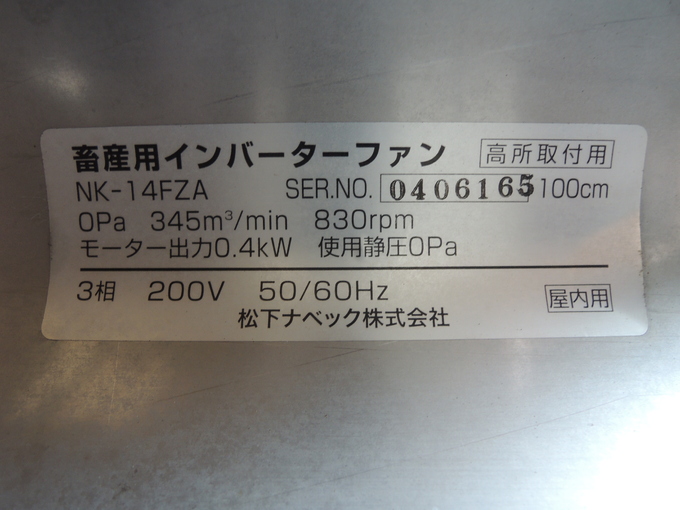 畜産用インバーターファン 高所取付用
NK-14FZA SER.NO. 0406165 100cm
0Pa 345m³/min 830rpm
モーター出力0.4kW 使用静圧0Pa
3相 200V 50/60Hz 屋内用
松下ナベック株式会社